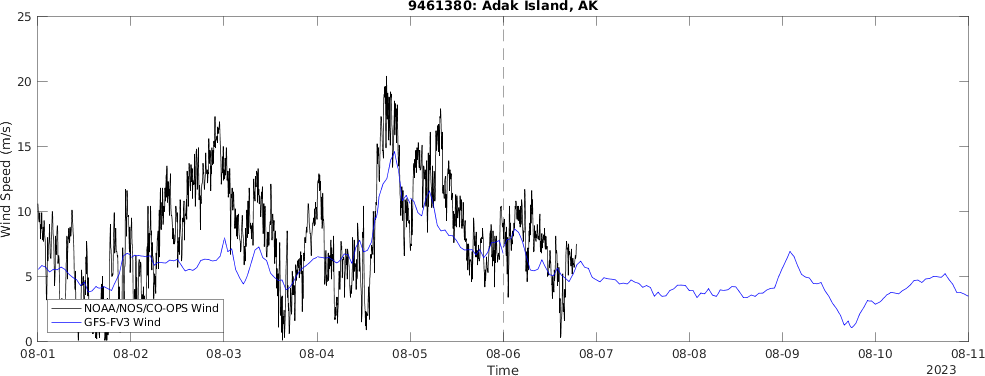 9461380: Adak Island, AK
25
20
15
10
5
0
Wind Speed (m/s)
NOAA/NOS/CO-OPS Wind
GFS-FV3 Wind
08-01 08-02 08-03 08-04 08-05 08-06 08-07 08-08 08-09 08-10 08-11
Time
2023